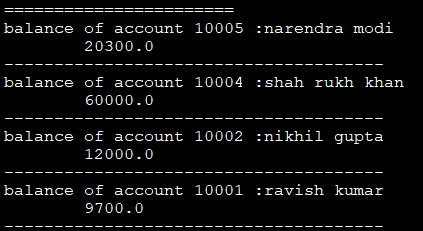 =======================
balance of account 10005 :narendra modi
        20300.0
--------------------------------------
balance of account 10004 :shah rukh khan
        60000.0
--------------------------------------
balance of account 10002 :nikhil gupta
        12000.0
--------------------------------------
balance of account 10001 :ravish kumar
        9700.0
--------------------------------------